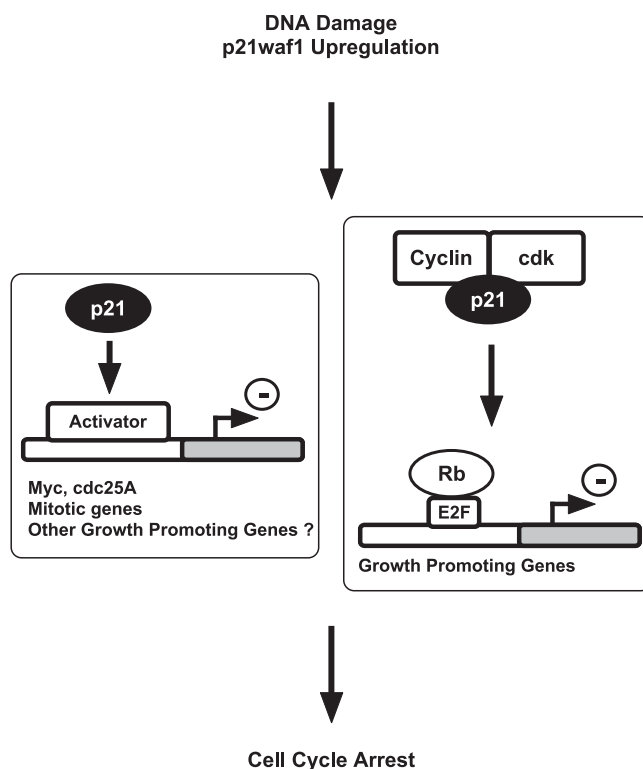 DNA Damage
p21waf1 Upregulation
p21
Activator
-
Myc, cdc25A
Mitotic genes
Other Growth Promoting Genes ?
Cyclin
cdk
p21
Rb
E2F
-
Growth Promoting Genes
Cell Cycle Arrest